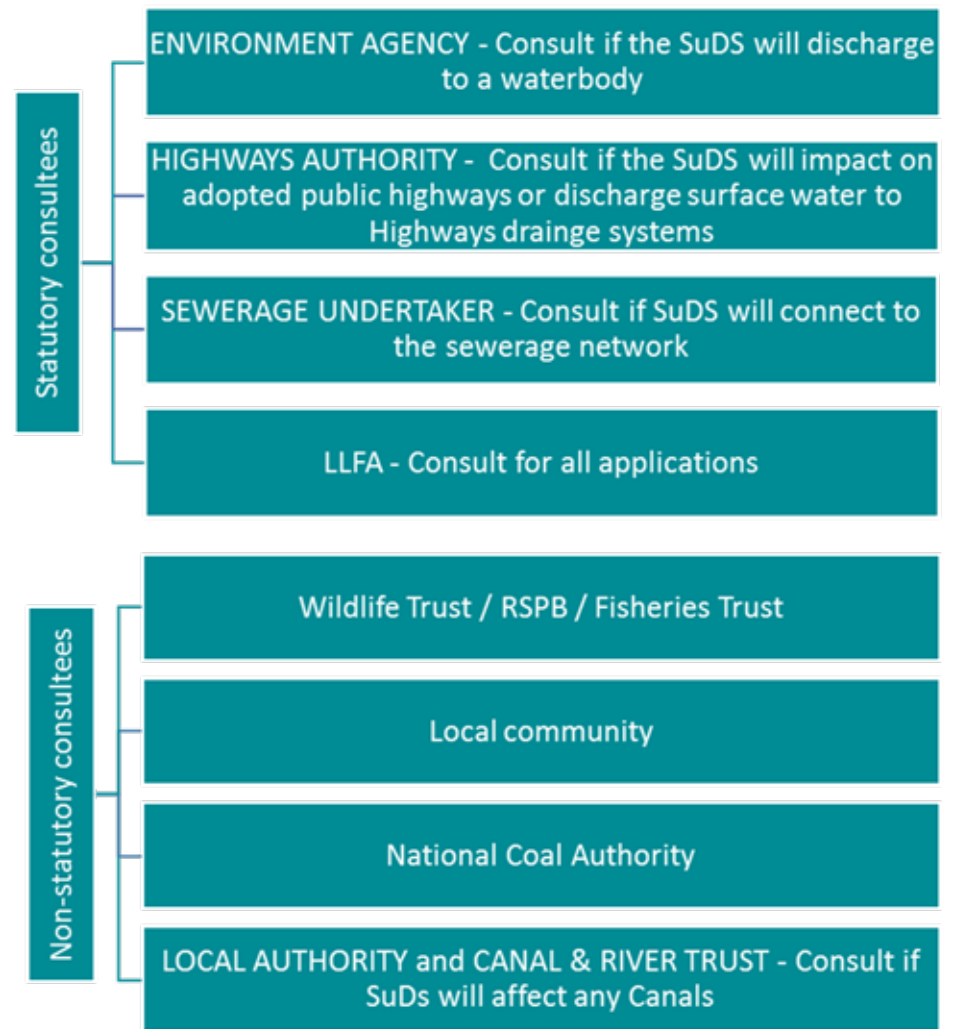 Statutory consultees
ENVIRONMENT AGENCY - Consult if the SuDS will discharge
to a waterbody
HIGHWAYS AUTHORITY -  Consult if the SuDS will impact on
adopted public highways or discharge surface water to
Highways drainge systems
SEWERAGE UNDERTAKER - Consult if SuDS will connect to
the sewerage network
LLFA - Consult for all applications
Non-statutory consultees
Wildlife Trust / RSPB / Fisheries Trust
Local community
National Coal Authority
LOCAL AUTHORITY and CANAL & RIVER TRUST - Consult if
SuDs will affect any Canals